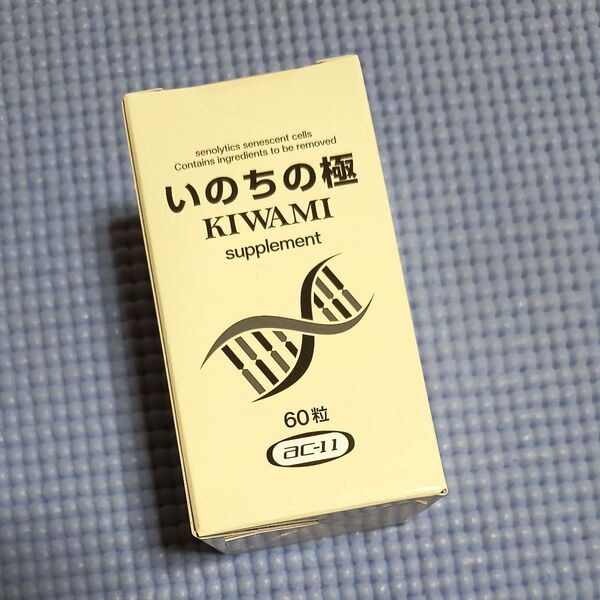 senolytics senescent cells
Contains ingredients to be removed
いのちの極
KIWAMI
supplement
60粒
ac-11